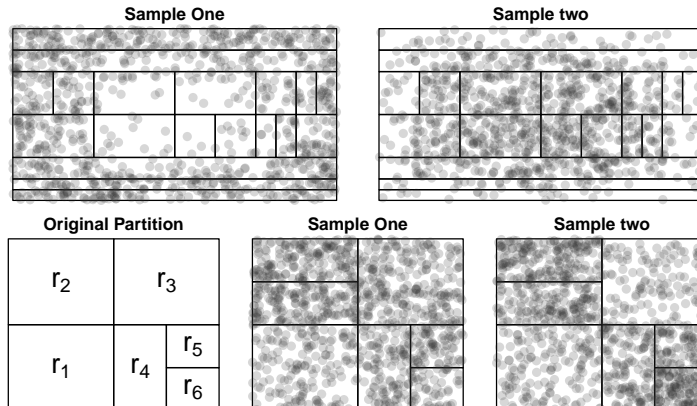 Sample One
Sample two
Original Partition
Sample One
Sample two
r2
r3
r1
r4
r5
r6